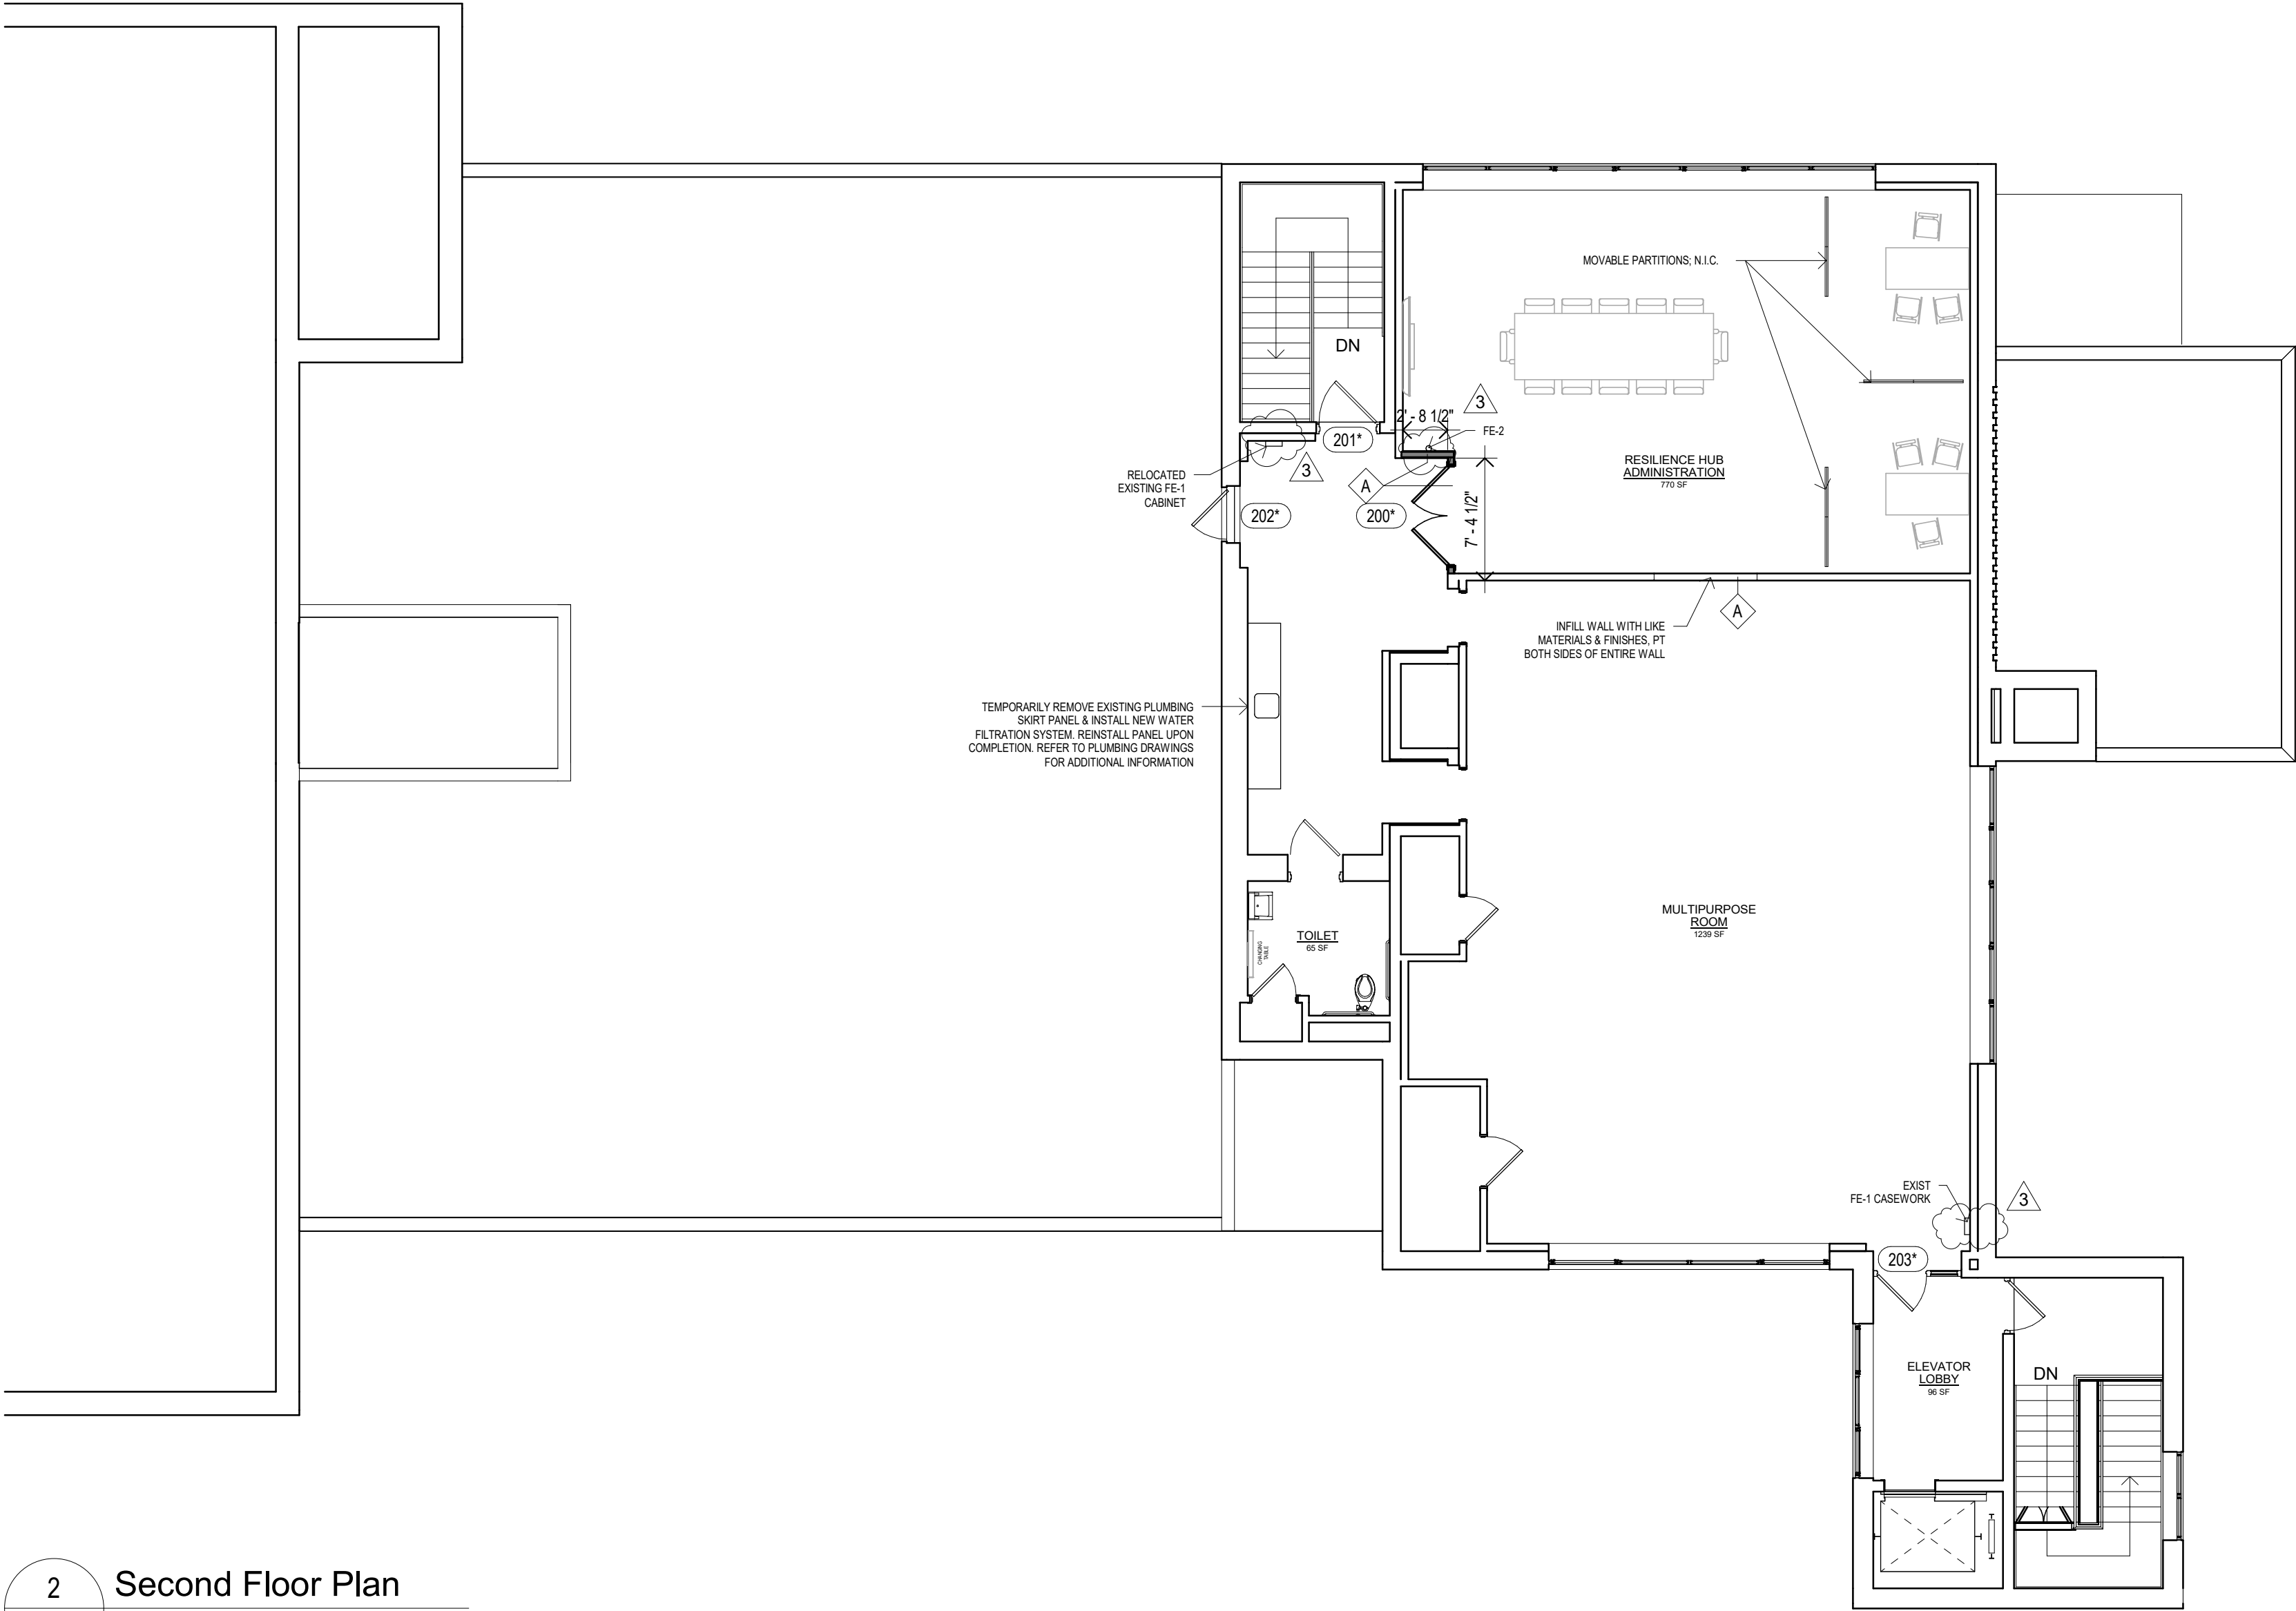 MOVABLE PARTITIONS; N.I.C.
DN
2' - 8 1/2"
3
FE-2
201*
RELOCATED
EXISTING FE-1
CABINET
3
A
202*
200*
7' - 4 1/2"
RESILIENCE HUB
ADMINISTRATION
770 SF
A
INFILL WALL WITH LIKE
MATERIALS & FINISHES, PT
BOTH SIDES OF ENTIRE WALL
TEMPORARILY REMOVE EXISTING PLUMBING
SKIRT PANEL & INSTALL NEW WATER
FILTRATION SYSTEM. REINSTALL PANEL UPON
COMPLETION. REFER TO PLUMBING DRAWINGS
FOR ADDITIONAL INFORMATION
MULTIPURPOSE
ROOM
1239 SF
TOILET
65 SF
CHANGING
TABLE
EXIST
FE-1 CASEWORK
3
203*
ELEVATOR
LOBBY
96 SF
DN
2
Second Floor Plan